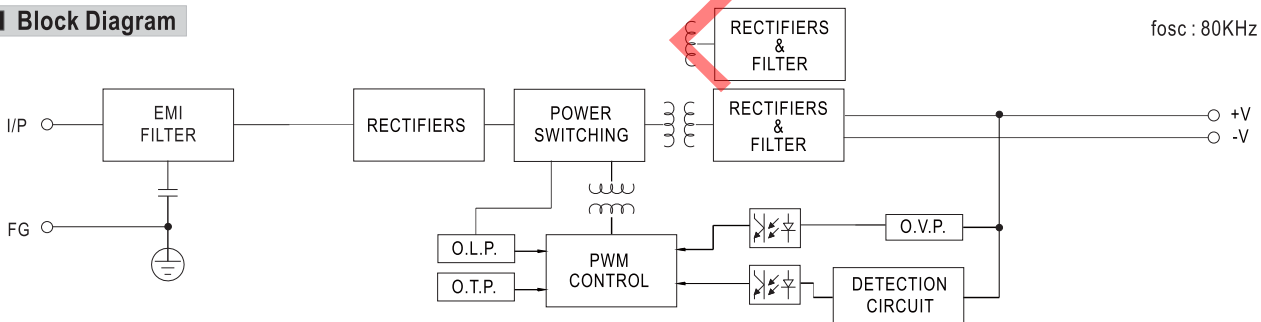 Block Diagram
fosc : 80KHz
RECTIFIERS
&
FILTER
I/P
EMI
FILTER
RECTIFIERS
POWER
SWITCHING
RECTIFIERS
&
FILTER
+V
-V
FG
O.L.P.
O.T.P.
PWM
CONTROL
O.V.P.
DETECTION
CIRCUIT